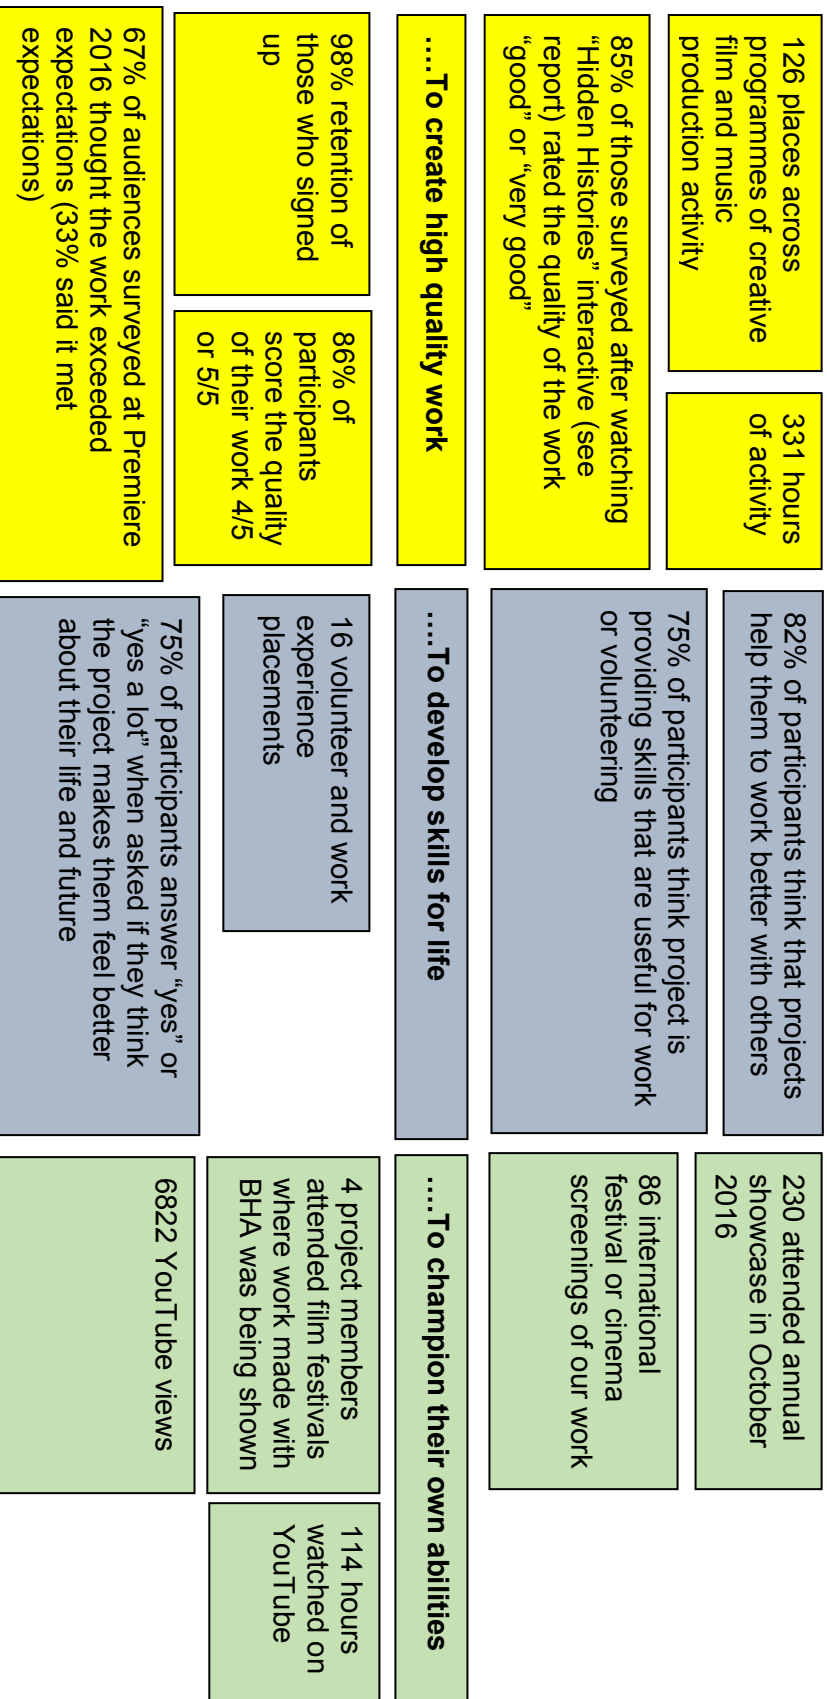 126 places across
programmes of creative
film and music
production activity
331 hours
of activity
85% of those surveyed after watching
“Hidden Histories” interactive (see
report) rated the quality of the work
“good” or “very good”
….To create high quality work
98% retention of
those who signed
up
86% of
participants
score the quality
of their work 4/5
or 5/5
67% of audiences surveyed at Premiere
2016 thought the work exceeded
expectations (33% said it met
expectations)
82% of participants think that projects
help them to work better with others
75% of participants think project is
providing skills that are useful for work
or volunteering
….To develop skills for life
16 volunteer and work
experience
placements
75% of participants answer “yes” or
“yes a lot” when asked if they think
the project makes them feel better
about their life and future
230 attended annual
showcase in October
2016
86 international
festival or cinema
screenings of our work
….To champion their own abilities
4 project members
attended film festivals
where work made with
BHA was being shown
114 hours
watched on
YouTube
6822 YouTube views